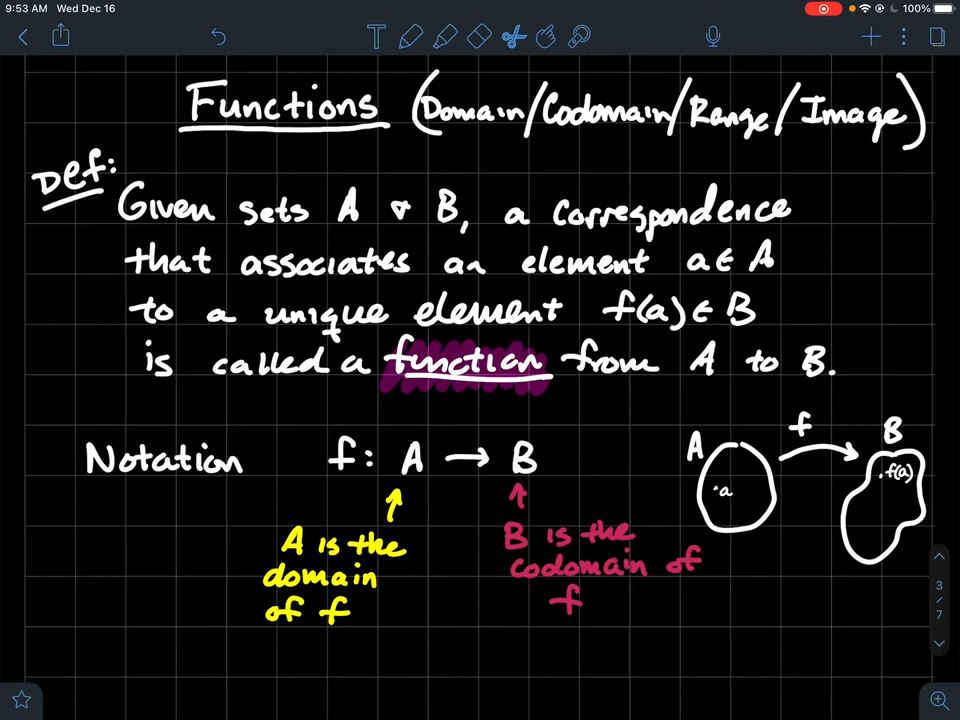 9:53 AM Wed Dec 16
100%
Functions (Domain/Codomain/Range/Image)
Def:
Given sets A & B, a correspondence
that associates an element a ∈ A
to a unique element f(a) ∈ B
is called a function from A to B.
Notation f: A → B
A is the
domain
of f
B is the
codomain of
f
A f B
·a ·f(a)
3
/
7